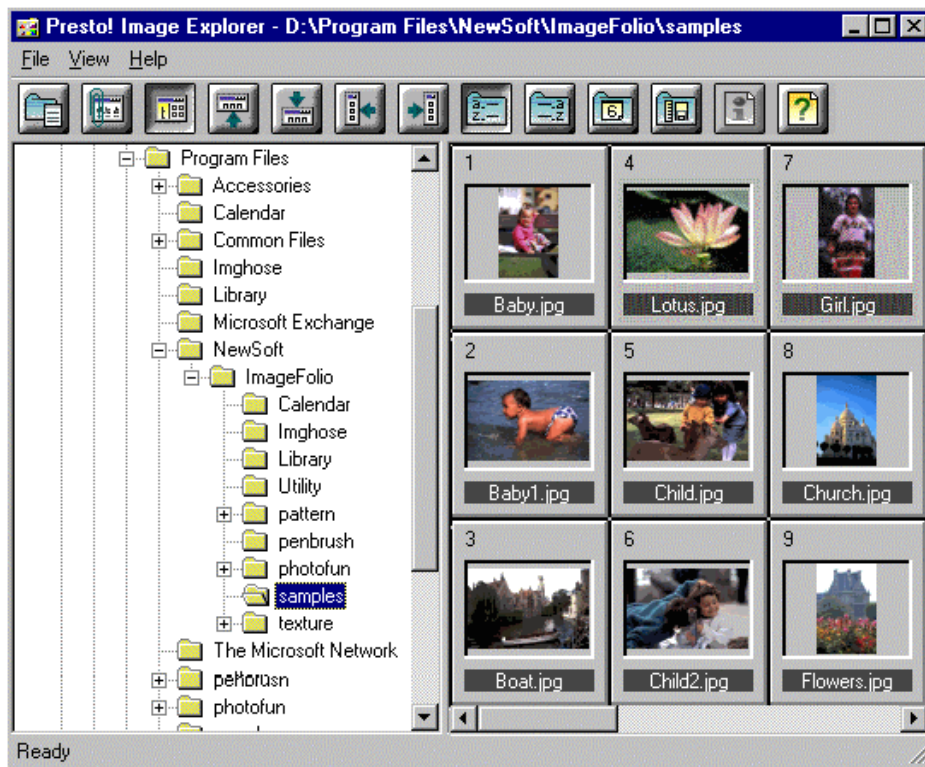 Presto! Image Explorer - D:\Program Files\NewSoft\ImageFolio\samples
File View Help
Program Files
Accessories
Calendar
Common Files
Imghose
Library
Microsoft Exchange
NewSoft
ImageFolio
Calendar
Imghose
Library
Utility
pattern
penbrush
photofun
samples
texture
The Microsoft Network
photofun
1 4 7
Baby.jpg Lotus.jpg Girl.jpg
2 5 8
Baby1.jpg Child.jpg Church.jpg
3 6 9
Boat.jpg Child2.jpg Flowers.jpg
Ready